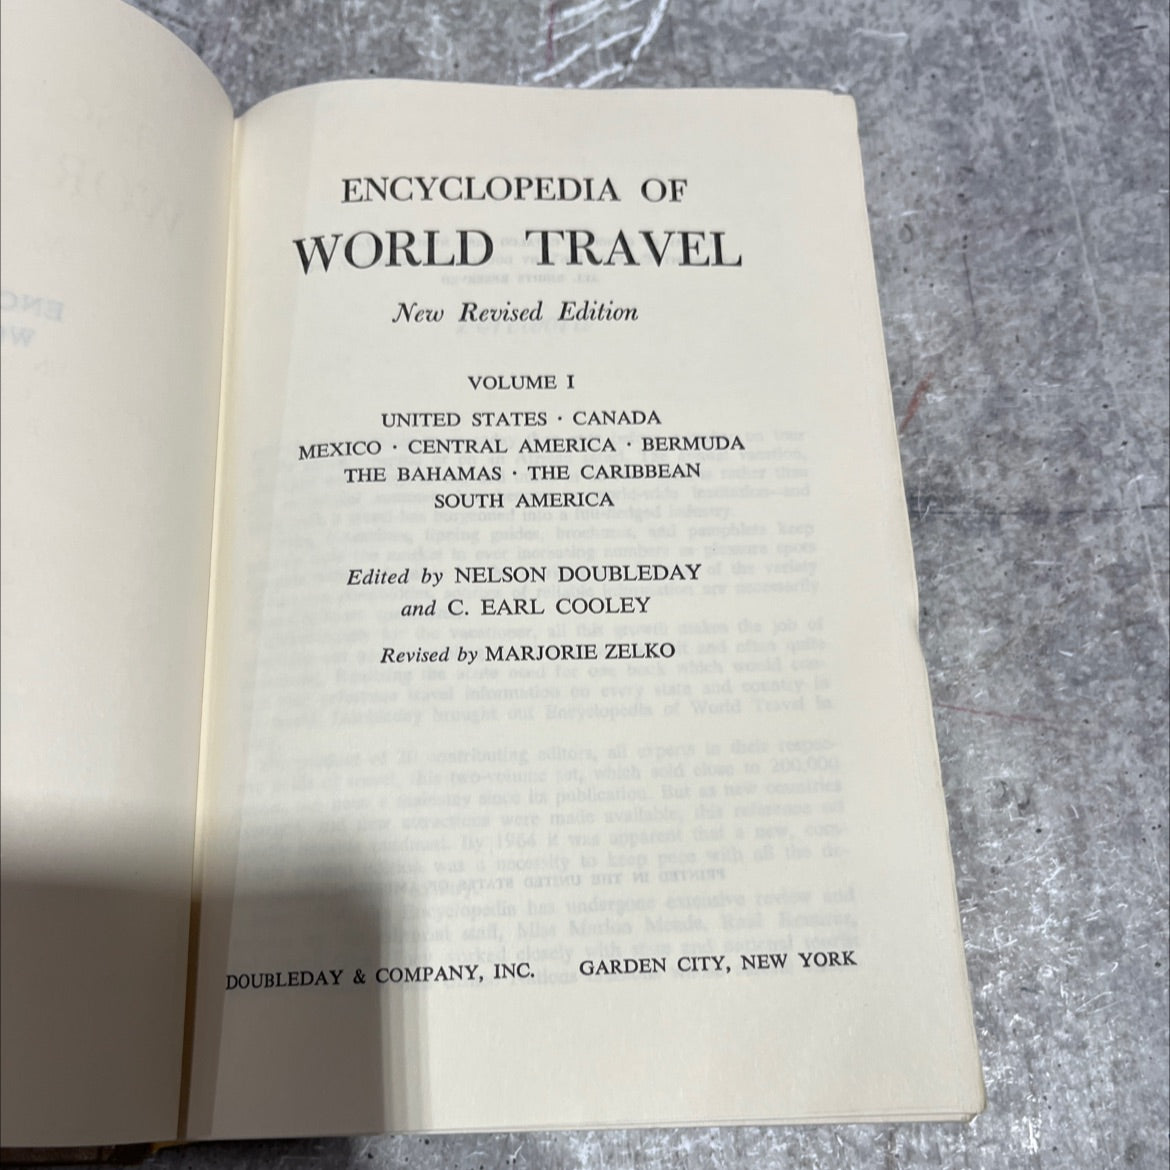 ENCYCLOPEDIA OF
WORLD TRAVEL
New Revised Edition
VOLUME I
UNITED STATES · CANADA
MEXICO · CENTRAL AMERICA · BERMUDA
THE BAHAMAS · THE CARIBBEAN
SOUTH AMERICA
Edited by NELSON DOUBLEDAY
and C. EARL COOLEY
Revised by MARJORIE ZELKO
DOUBLEDAY & COMPANY, INC. GARDEN CITY, NEW YORK